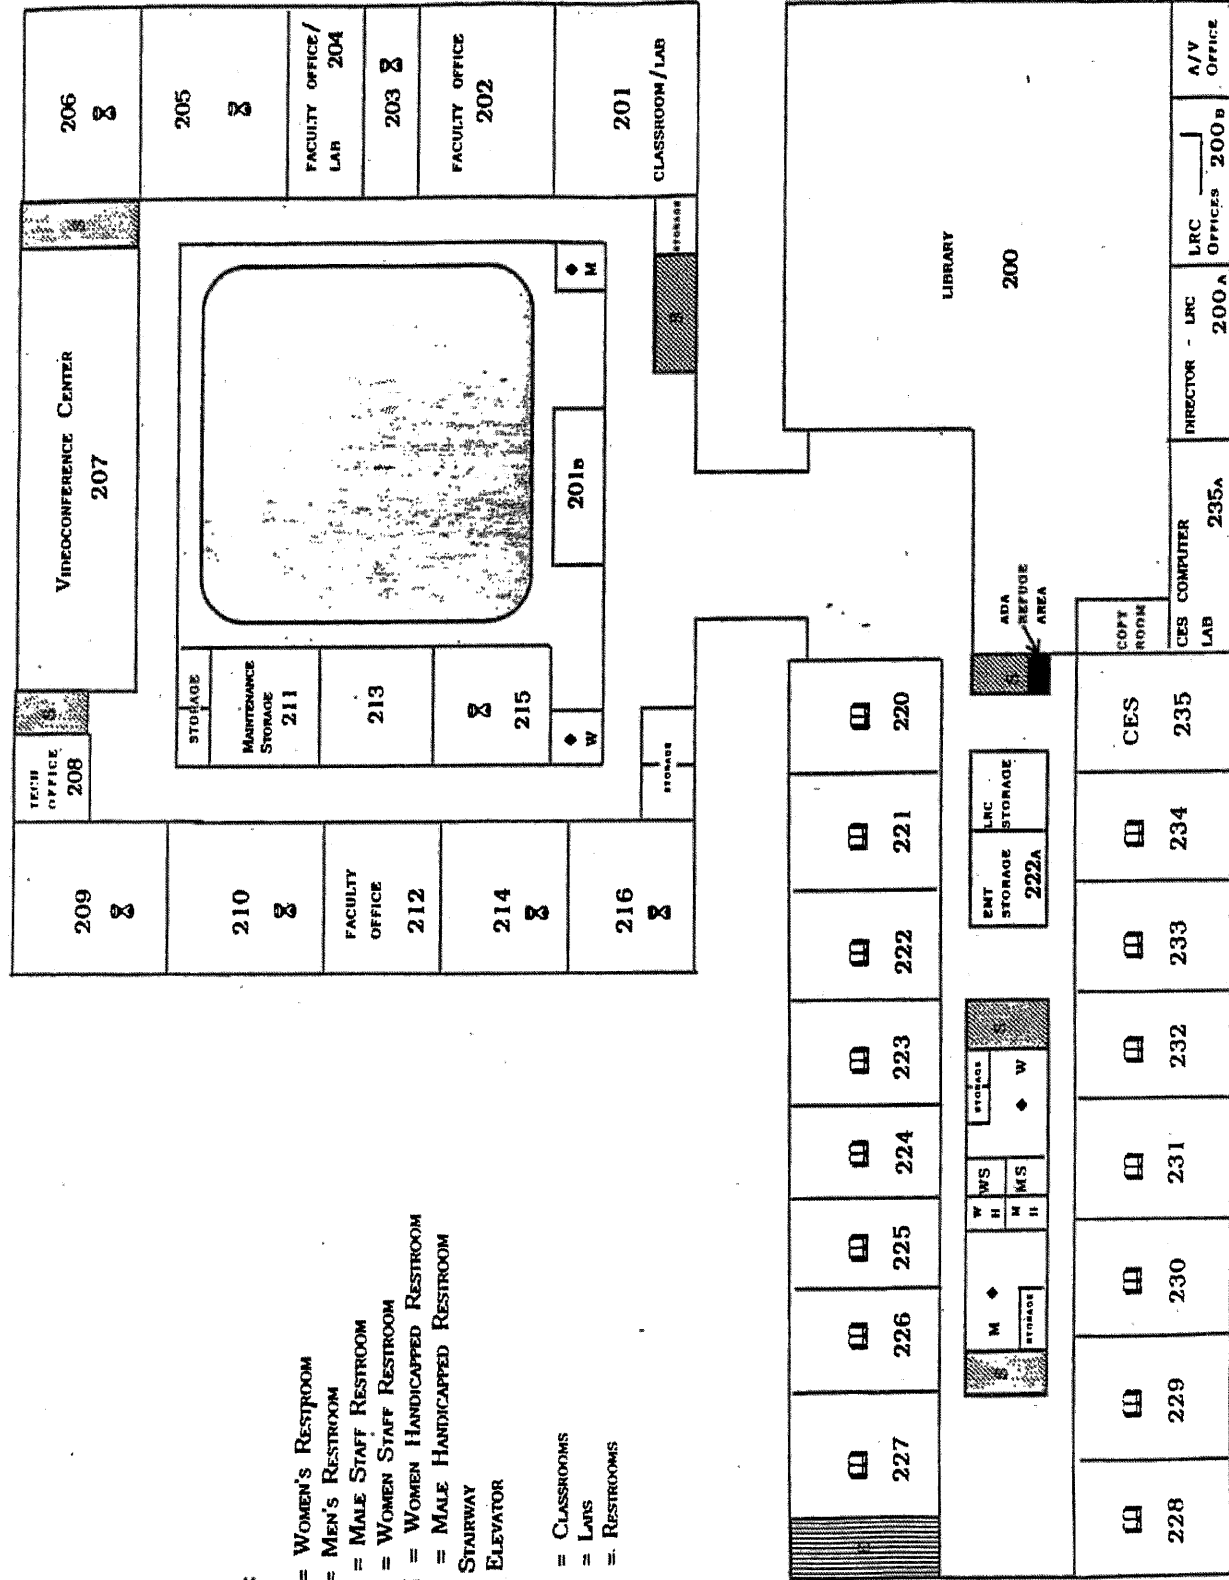 206
205
FACULTY OFFICE/
LAB 204
203
FACULTY OFFICE
202
201
CLASSROOM/LAB
S
VIDEOCONFERENCE CENTER
207
S
TECH
OFFICE
208
STORAGE
MAINTENANCE
STORAGE
211
213
215
W
201B
M
STORAGE
S
STORAGE
209
210
FACULTY
OFFICE
212
214
216
LIBRARY
200
A/V
OFFICE
LRC
OFFICES 200B
DIRECTOR - LRC
200A
CES COMPUTER
LAB
235A
COPY
ROOM
ADA
REFUGE
AREA
S
220
221
222
223
224
225
226
227
LRC
STORAGE
EMT
STORAGE
222A
S
STORAGE
W
WS
MS
W
H
M
H
M
STORAGE
S
CES
235
234
233
232
231
230
229
228
= WOMEN'S RESTROOM
= MEN'S RESTROOM
= MALE STAFF RESTROOM
= WOMEN STAFF RESTROOM
= WOMEN HANDICAPPED RESTROOM
= MALE HANDICAPPED RESTROOM
STAIRWAY
ELEVATOR
= CLASSROOMS
= LABS
= RESTROOMS